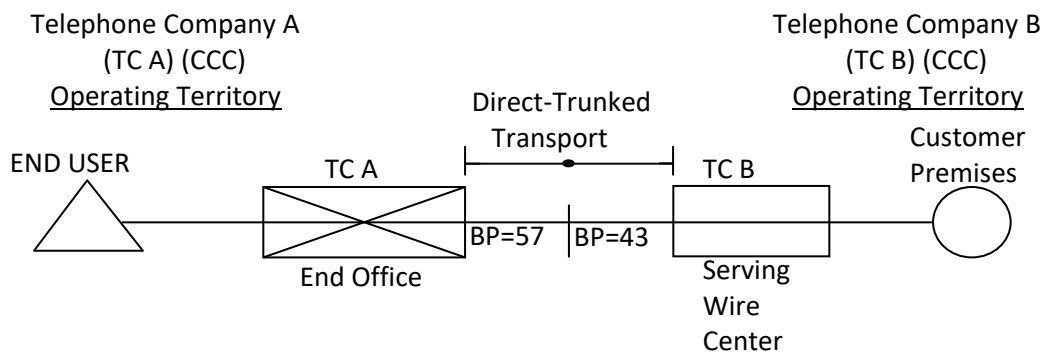 Telephone Company A
(TC A) (CCC)
Operating Territory
Telephone Company B
(TC B) (CCC)
Operating Territory
Direct-Trunked
Transport
Customer
Premises
END USER
TC A
TC B
BP=57
BP=43
End Office
Serving
Wire
Center